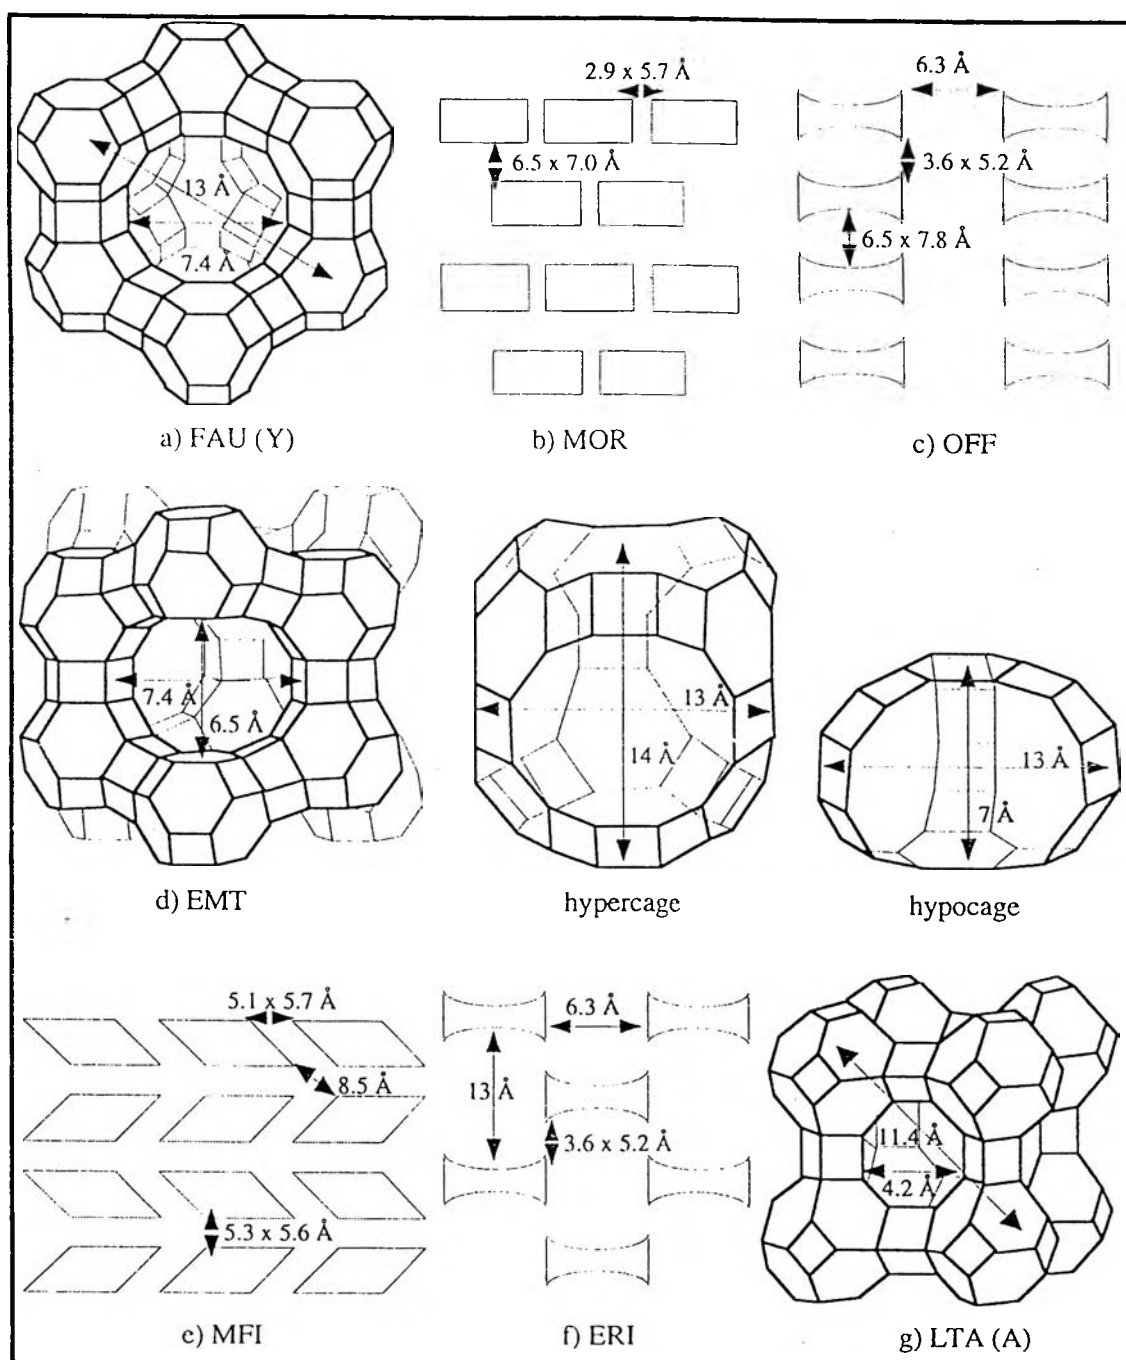 13 Å
7.4 Å
a) FAU (Y)
2.9 x 5.7 Å
6.5 x 7.0 Å
b) MOR
6.3 Å
3.6 x 5.2 Å
6.5 x 7.8 Å
c) OFF
7.4 Å
6.5 Å
d) EMT
13 Å
14 Å
hypercage
13 Å
7 Å
hypocage
5.1 x 5.7 Å
8.5 Å
5.3 x 5.6 Å
e) MFI
6.3 Å
13 Å
3.6 x 5.2 Å
f) ERI
11.4 Å
4.2 Å
g) LTA (A)